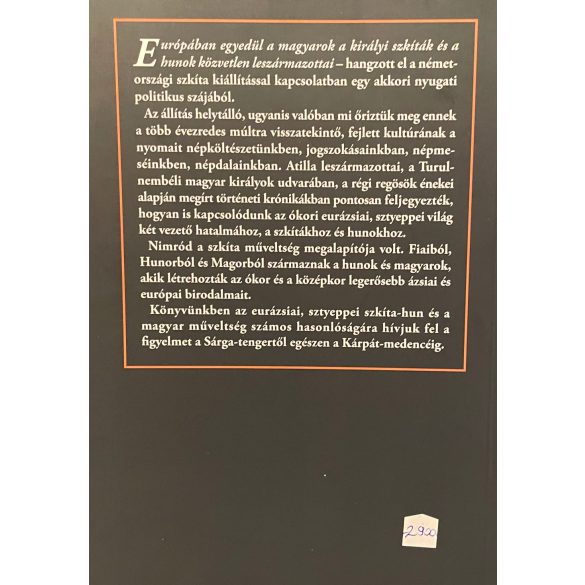 Európában egyedül a magyarok a királyi szkíták és a
hunok közvetlen leszármazottai – hangzott el a német-
országi szkíta kiállítással kapcsolatban egy akkori nyugati
politikus szájából.
Az állítás helytálló, ugyanis valóban mi őriztük meg ennek
a több évezredes múltra visszatekintő, fejlett kultúrának a
nyomait népköltészetünkben, jogszokásainkban, népme-
séinkben, népdalainkban. Atilla leszármazottai, a Turul-
nembéli magyar királyok udvarában, a régi regösök énekei
alapján megírt történeti krónikákban pontosan feljegyezték,
hogyan is kapcsolódunk az ókori eurázsiai, sztyeppei világ
két vezető hatalmához, a szkítákhoz és hunokhoz.
Nimród a szkíta műveltség megalapítója volt. Fiaiból,
Hunorból és Magorból származnak a hunok és magyarok,
akik létrehozták az ókor és a középkor legerősebb ázsiai és
európai birodalmait.
Könyvünkben az eurázsiai, sztyeppei szkíta-hun és a
magyar műveltség számos hasonlóságára hívjuk fel a
figyelmet a Sárga-tengertől egészen a Kárpát-medencéig.
2900